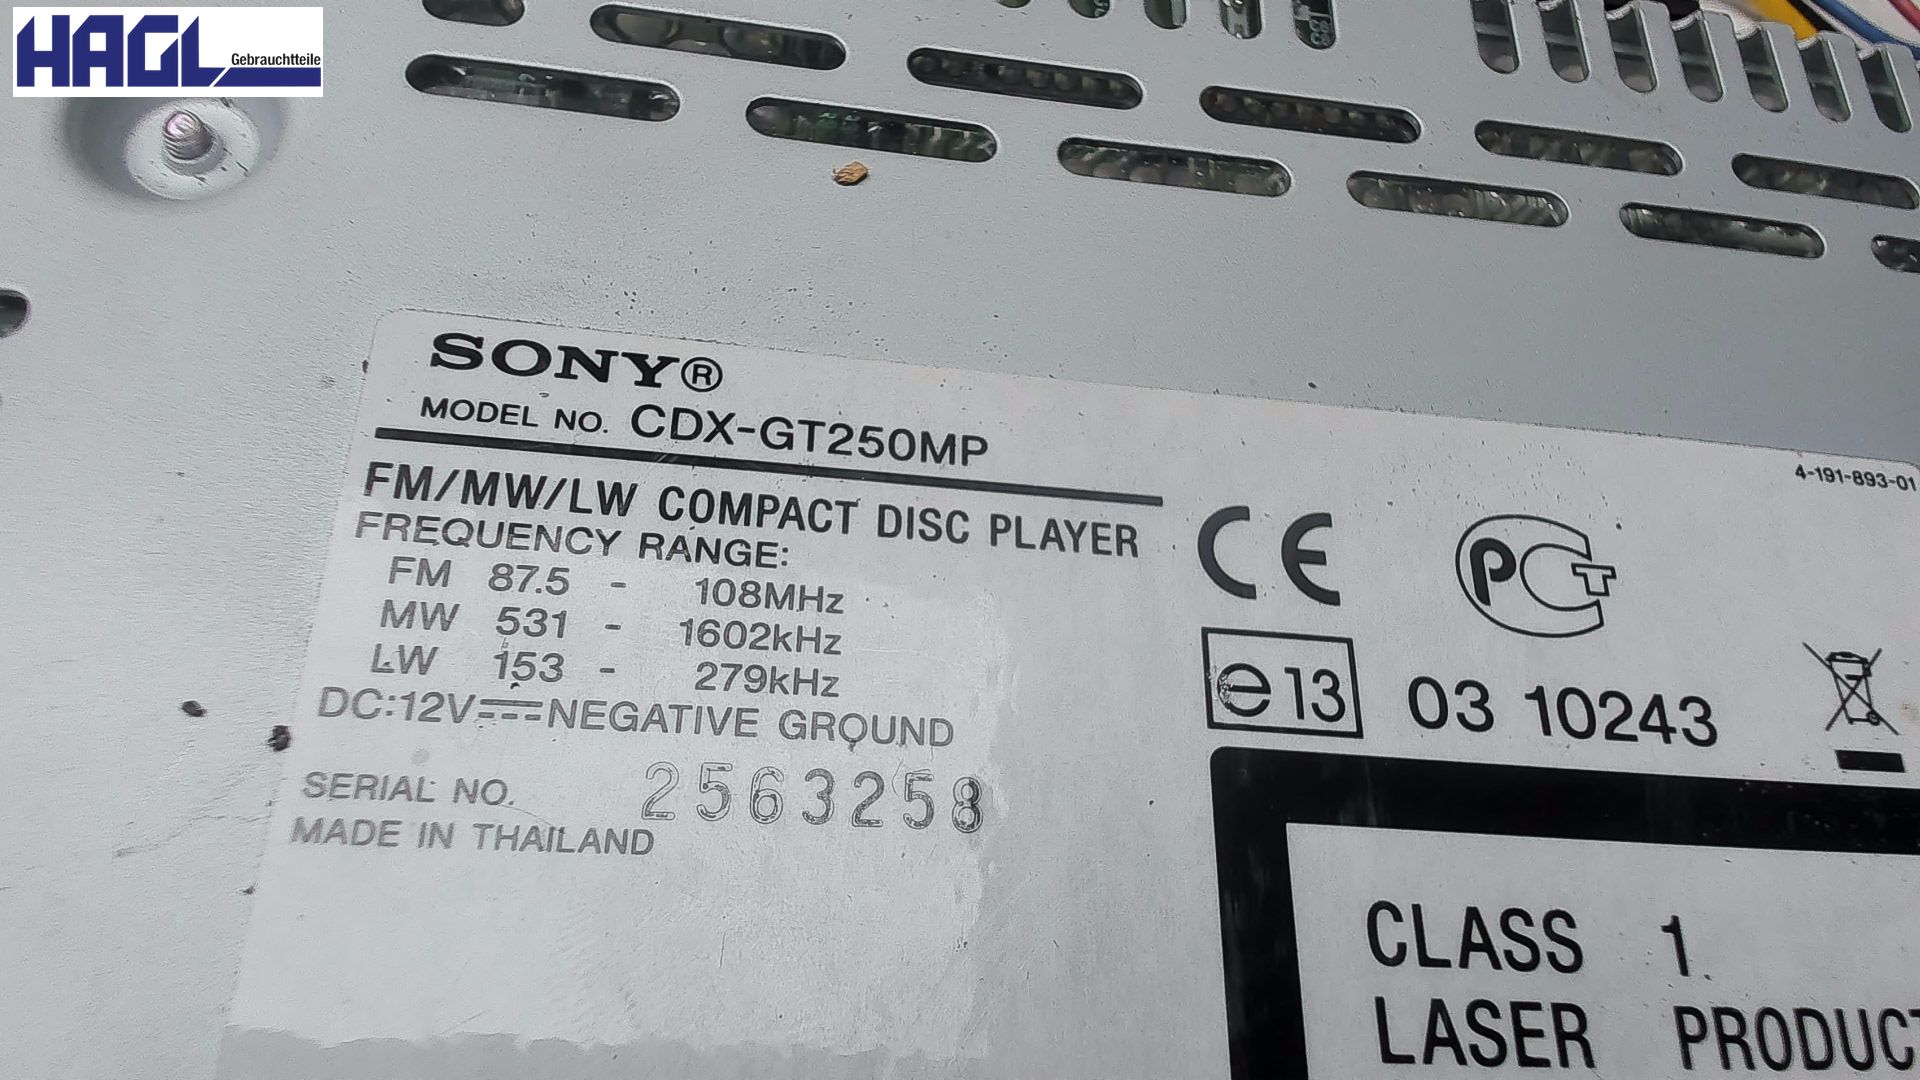 HAGL Gebrauchtteile
SONY®
MODEL NO. CDX-GT250MP
4-191-893-01
FM/MW/LW COMPACT DISC PLAYER
FREQUENCY RANGE:
FM 87.5 - 108MHz
MW 531 - 1602kHz
LW 153 - 279kHz
DC:12V⎓NEGATIVE GROUND
SERIAL NO. 2563258
MADE IN THAILAND
CE PCT
e13 03 10243
CLASS 1
LASER PRODUCT